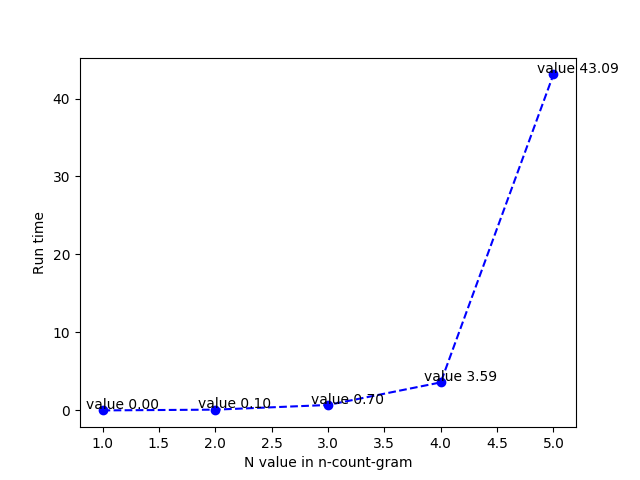 value 43.09
40
30
20
10
0
Run time
value 0.00
value 0.10
value 0.70
value 3.59
1.0 1.5 2.0 2.5 3.0 3.5 4.0 4.5 5.0
N value in n-count-gram